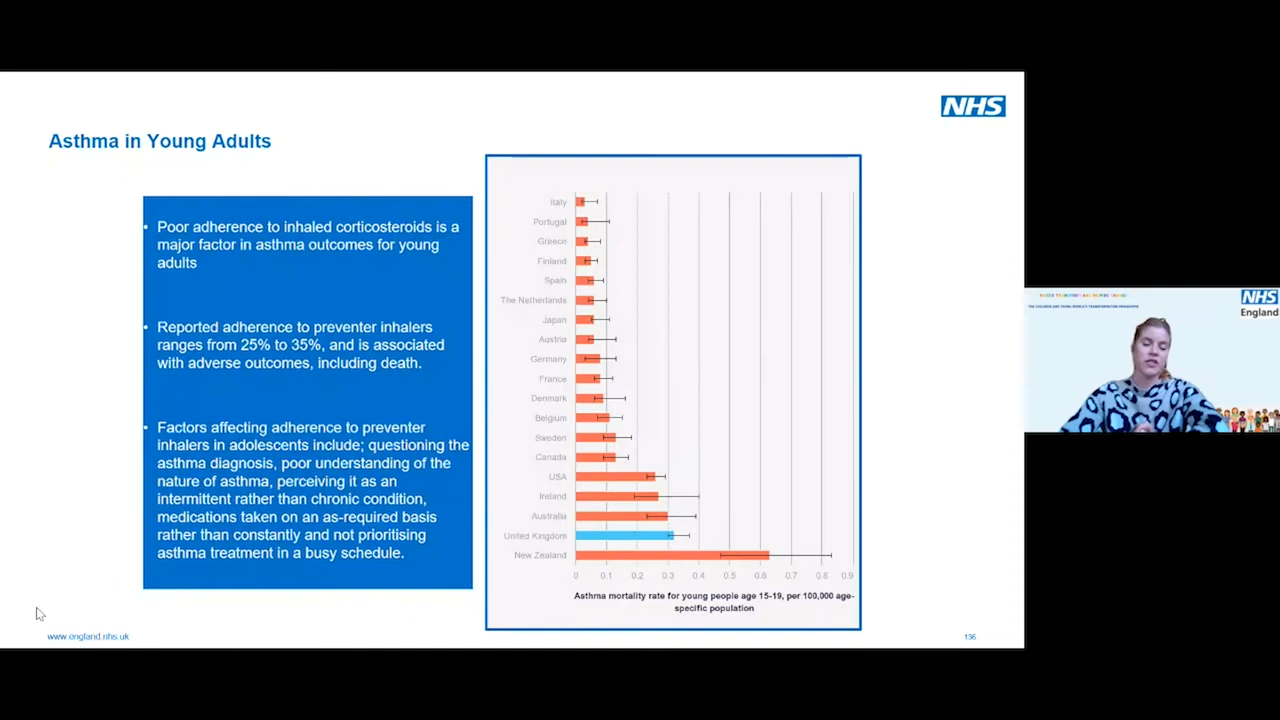 NHS
Asthma in Young Adults
• Poor adherence to inhaled corticosteroids is a
major factor in asthma outcomes for young
adults
• Reported adherence to preventer inhalers
ranges from 25% to 35%, and is associated
with adverse outcomes, including death.
• Factors affecting adherence to preventer
inhalers in adolescents include; questioning the
asthma diagnosis, poor understanding of the
nature of asthma, perceiving it as an
intermittent rather than chronic condition,
medications taken on an as-required basis
rather than constantly and not prioritising
asthma treatment in a busy schedule.
Italy
Portugal
Greece
Finland
Spain
The Netherlands
Japan
Austria
Germany
France
Denmark
Belgium
Sweden
Canada
USA
Ireland
Australia
United Kingdom
New Zealand
0 0.1 0.2 0.3 0.4 0.5 0.6 0.7 0.8 0.9
Asthma mortality rate for young people age 15-19, per 100,000 age-
specific population
www.england.nhs.uk
136
NHS
England
THE CHILDREN AND YOUNG PEOPLE'S TRANSFORMATION PROGRAMME